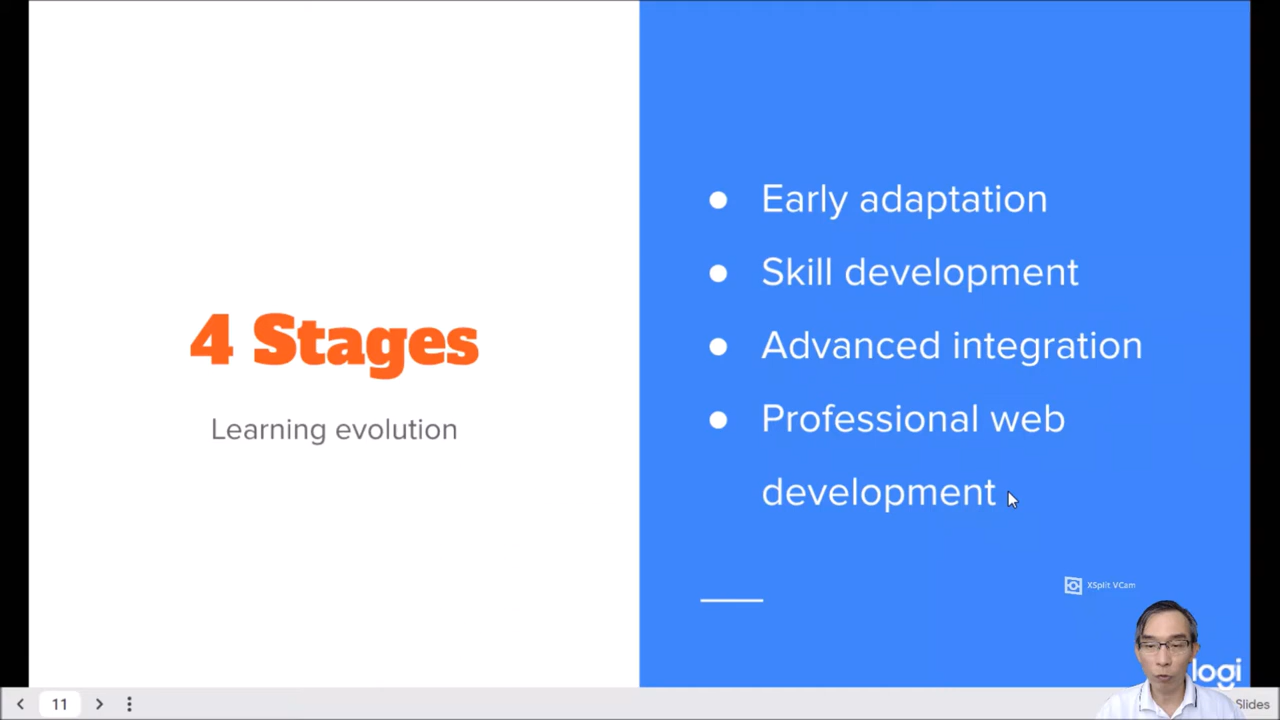 4 Stages
Learning evolution
Early adaptation
Skill development
Advanced integration
Professional web
development
XSplit VCam
logi
11
Slides